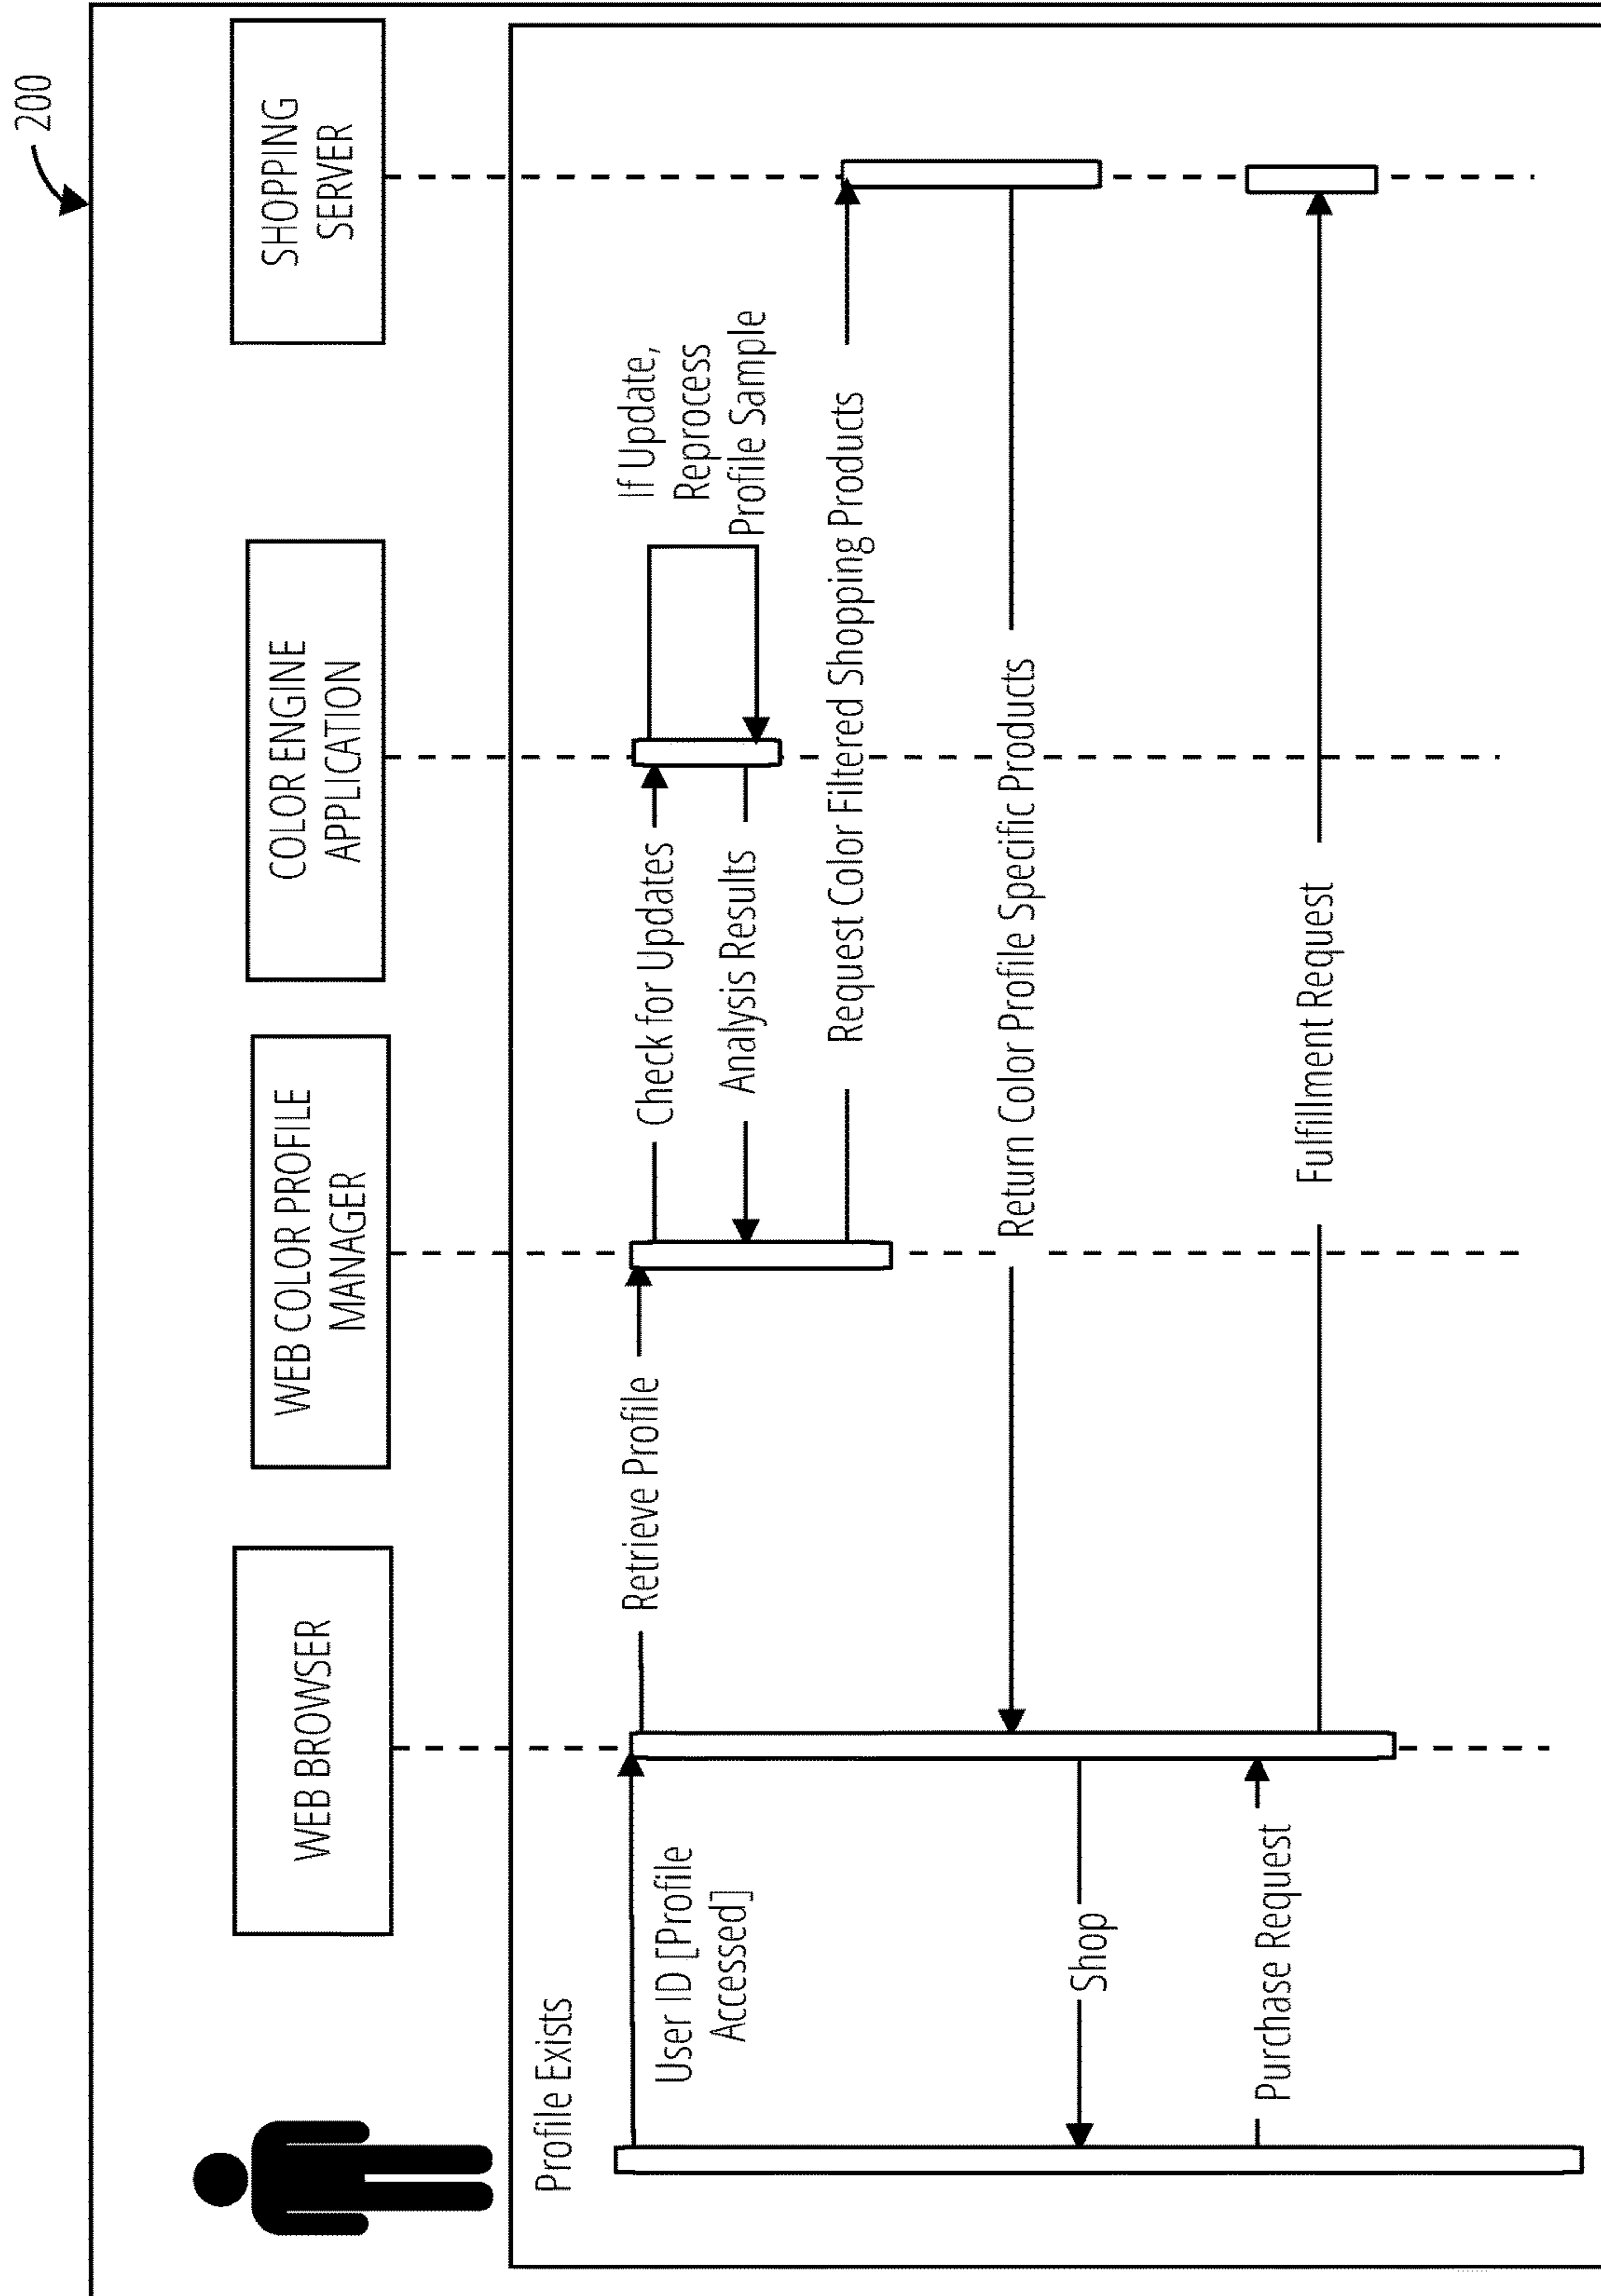 200
WEB BROWSER
WEB COLOR PROFILE
MANAGER
COLOR ENGINE
APPLICATION
SHOPPING
SERVER
Profile Exists
User ID [Profile
Accessed]
Retrieve Profile
Check for Updates
If Update,
Reprocess
Profile Sample
Analysis Results
Request Color Filtered Shopping Products
Return Color Profile Specific Products
Shop
Purchase Request
Fulfillment Request